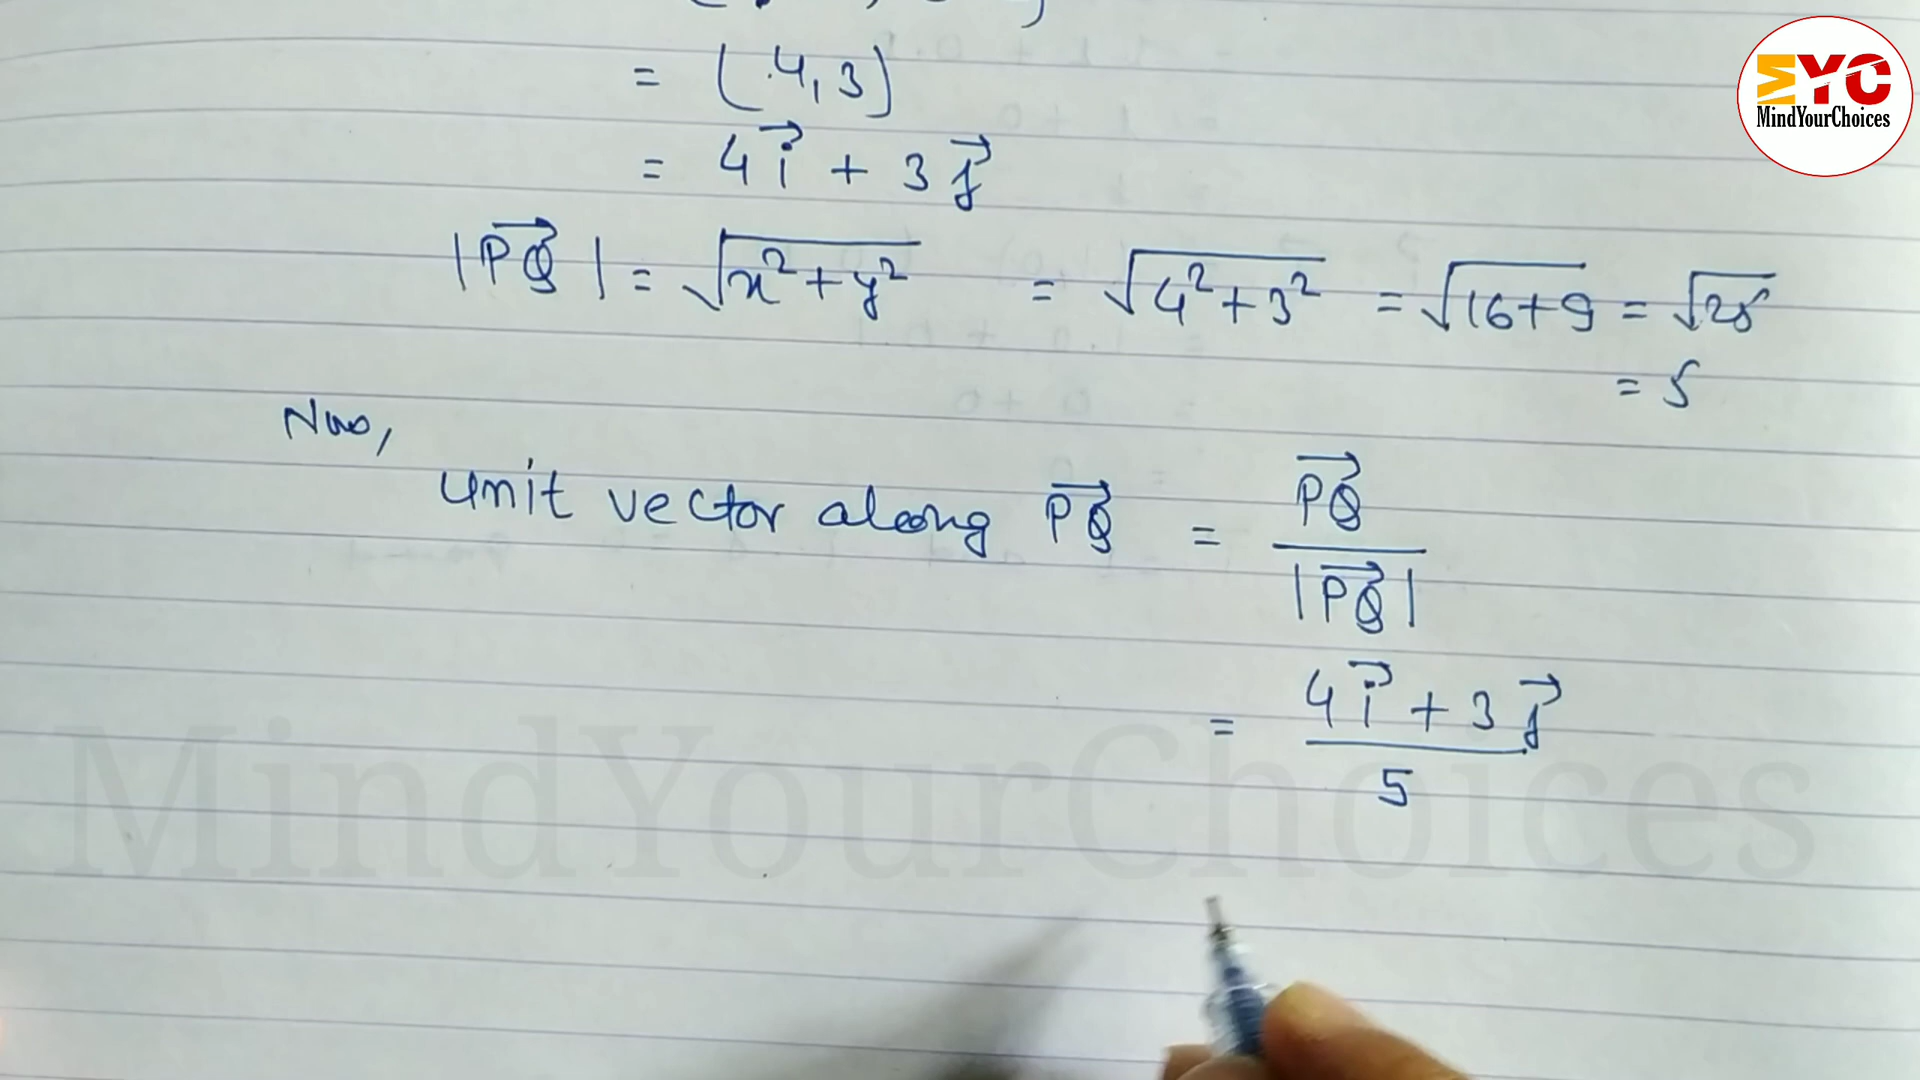 = (4, 3)
= 4i⃗ + 3j⃗
|PQ⃗| = √x² + y² = √4² + 3² = √16 + 9 = √25
= 5
Now,
unit vector along PQ⃗ = PQ⃗ / |PQ⃗|
= 4i⃗ + 3j⃗ / 5
MYC
MindYourChoices
MindYourChoices